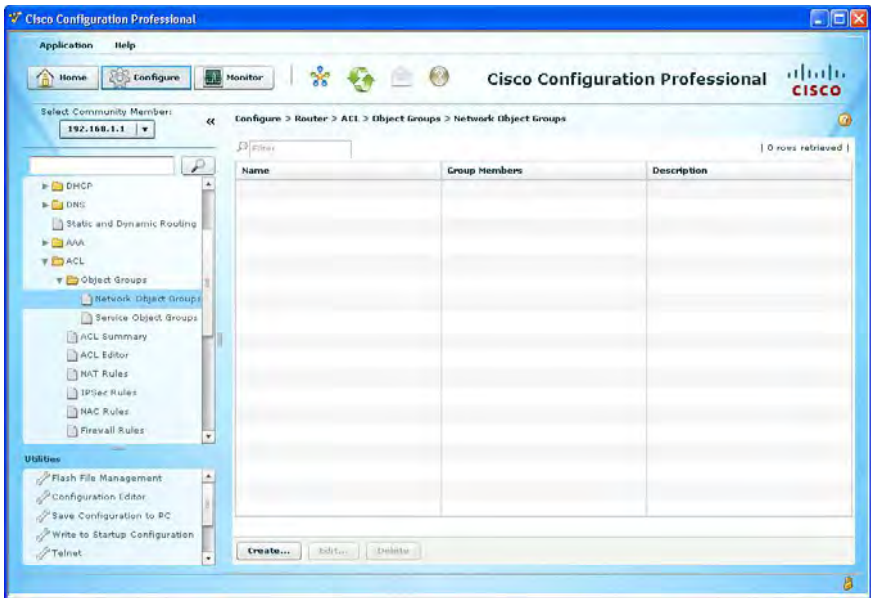 Cisco Configuration Professional
Application Help
Home Configure Monitor
Cisco Configuration Professional
CISCO
Select Community Member:
192.168.1.1
«
Configure > Router > ACL > Object Groups > Network Object Groups
Filter
| 0 rows retrieved |
Name Group Members Description
DHCP
DNS
Static and Dynamic Routing
AAA
ACL
Object Groups
Network Object Groups
Service Object Groups
ACL Summary
ACL Editor
NAT Rules
IPSec Rules
NAC Rules
Firewall Rules
Utilities
Flash File Management
Configuration Editor
Save Configuration to PC
Write to Startup Configuration
Telnet
Create... Edit... Delete